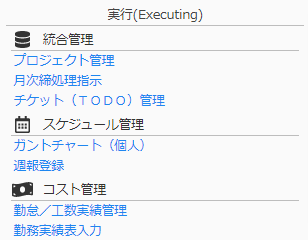 実行(Executing)
統合管理
プロジェクト管理
月次締処理指示
チケット（ＴＯＤＯ）管理
スケジュール管理
ガントチャート（個人）
週報登録
コスト管理
勤怠／工数実績管理
勤務実績表入力